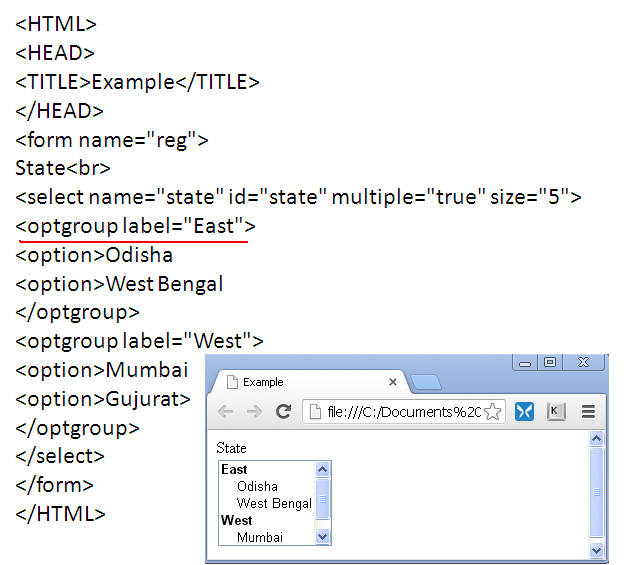 <HTML>
<HEAD>
<TITLE>Example</TITLE>
</HEAD>
<form name="reg">
State<br>
<select name="state" id="state" multiple="true" size="5">
<optgroup label="East">
<option>Odisha
<option>West Bengal
</optgroup>
<optgroup label="West">
<option>Mumbai
<option>Gujurat>
</optgroup>
</select>
</form>
</HTML>
Example
file:///C:/Documents%2C
K
State
East
Odisha
West Bengal
West
Mumbai